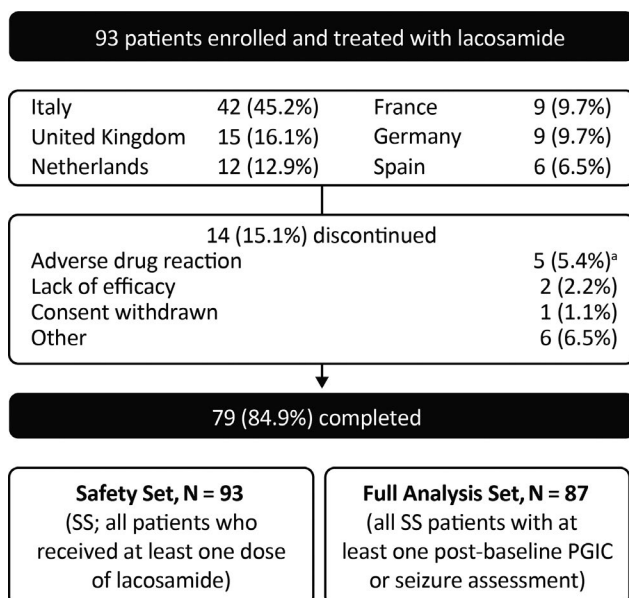 93 patients enrolled and treated with lacosamide
Italy 42 (45.2%) France 9 (9.7%)
United Kingdom 15 (16.1%) Germany 9 (9.7%)
Netherlands 12 (12.9%) Spain 6 (6.5%)
14 (15.1%) discontinued
Adverse drug reaction 5 (5.4%)ᵃ
Lack of efficacy 2 (2.2%)
Consent withdrawn 1 (1.1%)
Other 6 (6.5%)
79 (84.9%) completed
Safety Set, N = 93
(SS; all patients who
received at least one dose
of lacosamide)
Full Analysis Set, N = 87
(all SS patients with at
least one post-baseline PGIC
or seizure assessment)